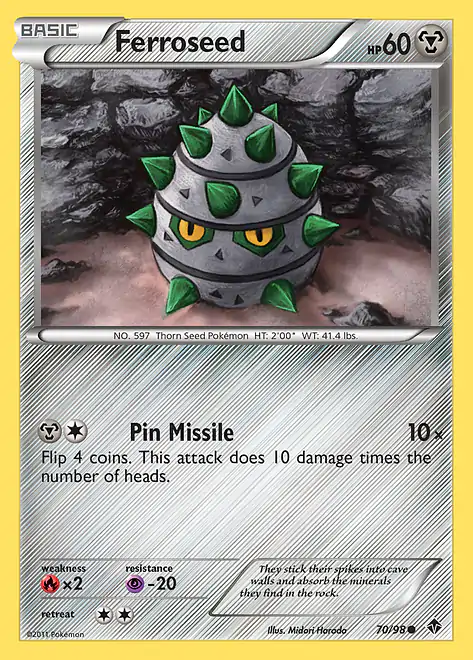 BASIC
Ferroseed
HP60
NO. 597 Thorn Seed Pokémon HT: 2'00" WT: 41.4 lbs.
Pin Missile 10×
Flip 4 coins. This attack does 10 damage times the
number of heads.
weakness resistance
×2 -20
They stick their spikes into cave
walls and absorb the minerals
they find in the rock.
retreat
©2011 Pokémon
Illus. Midori Harada
70/98